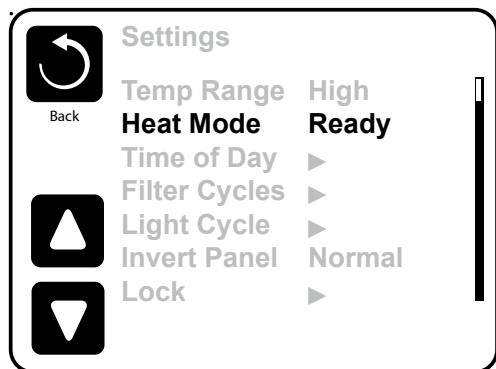 Settings
Back
Temp Range High
Heat Mode Ready
Time of Day ▶
Filter Cycles ▶
Light Cycle ▶
Invert Panel Normal
Lock ▶